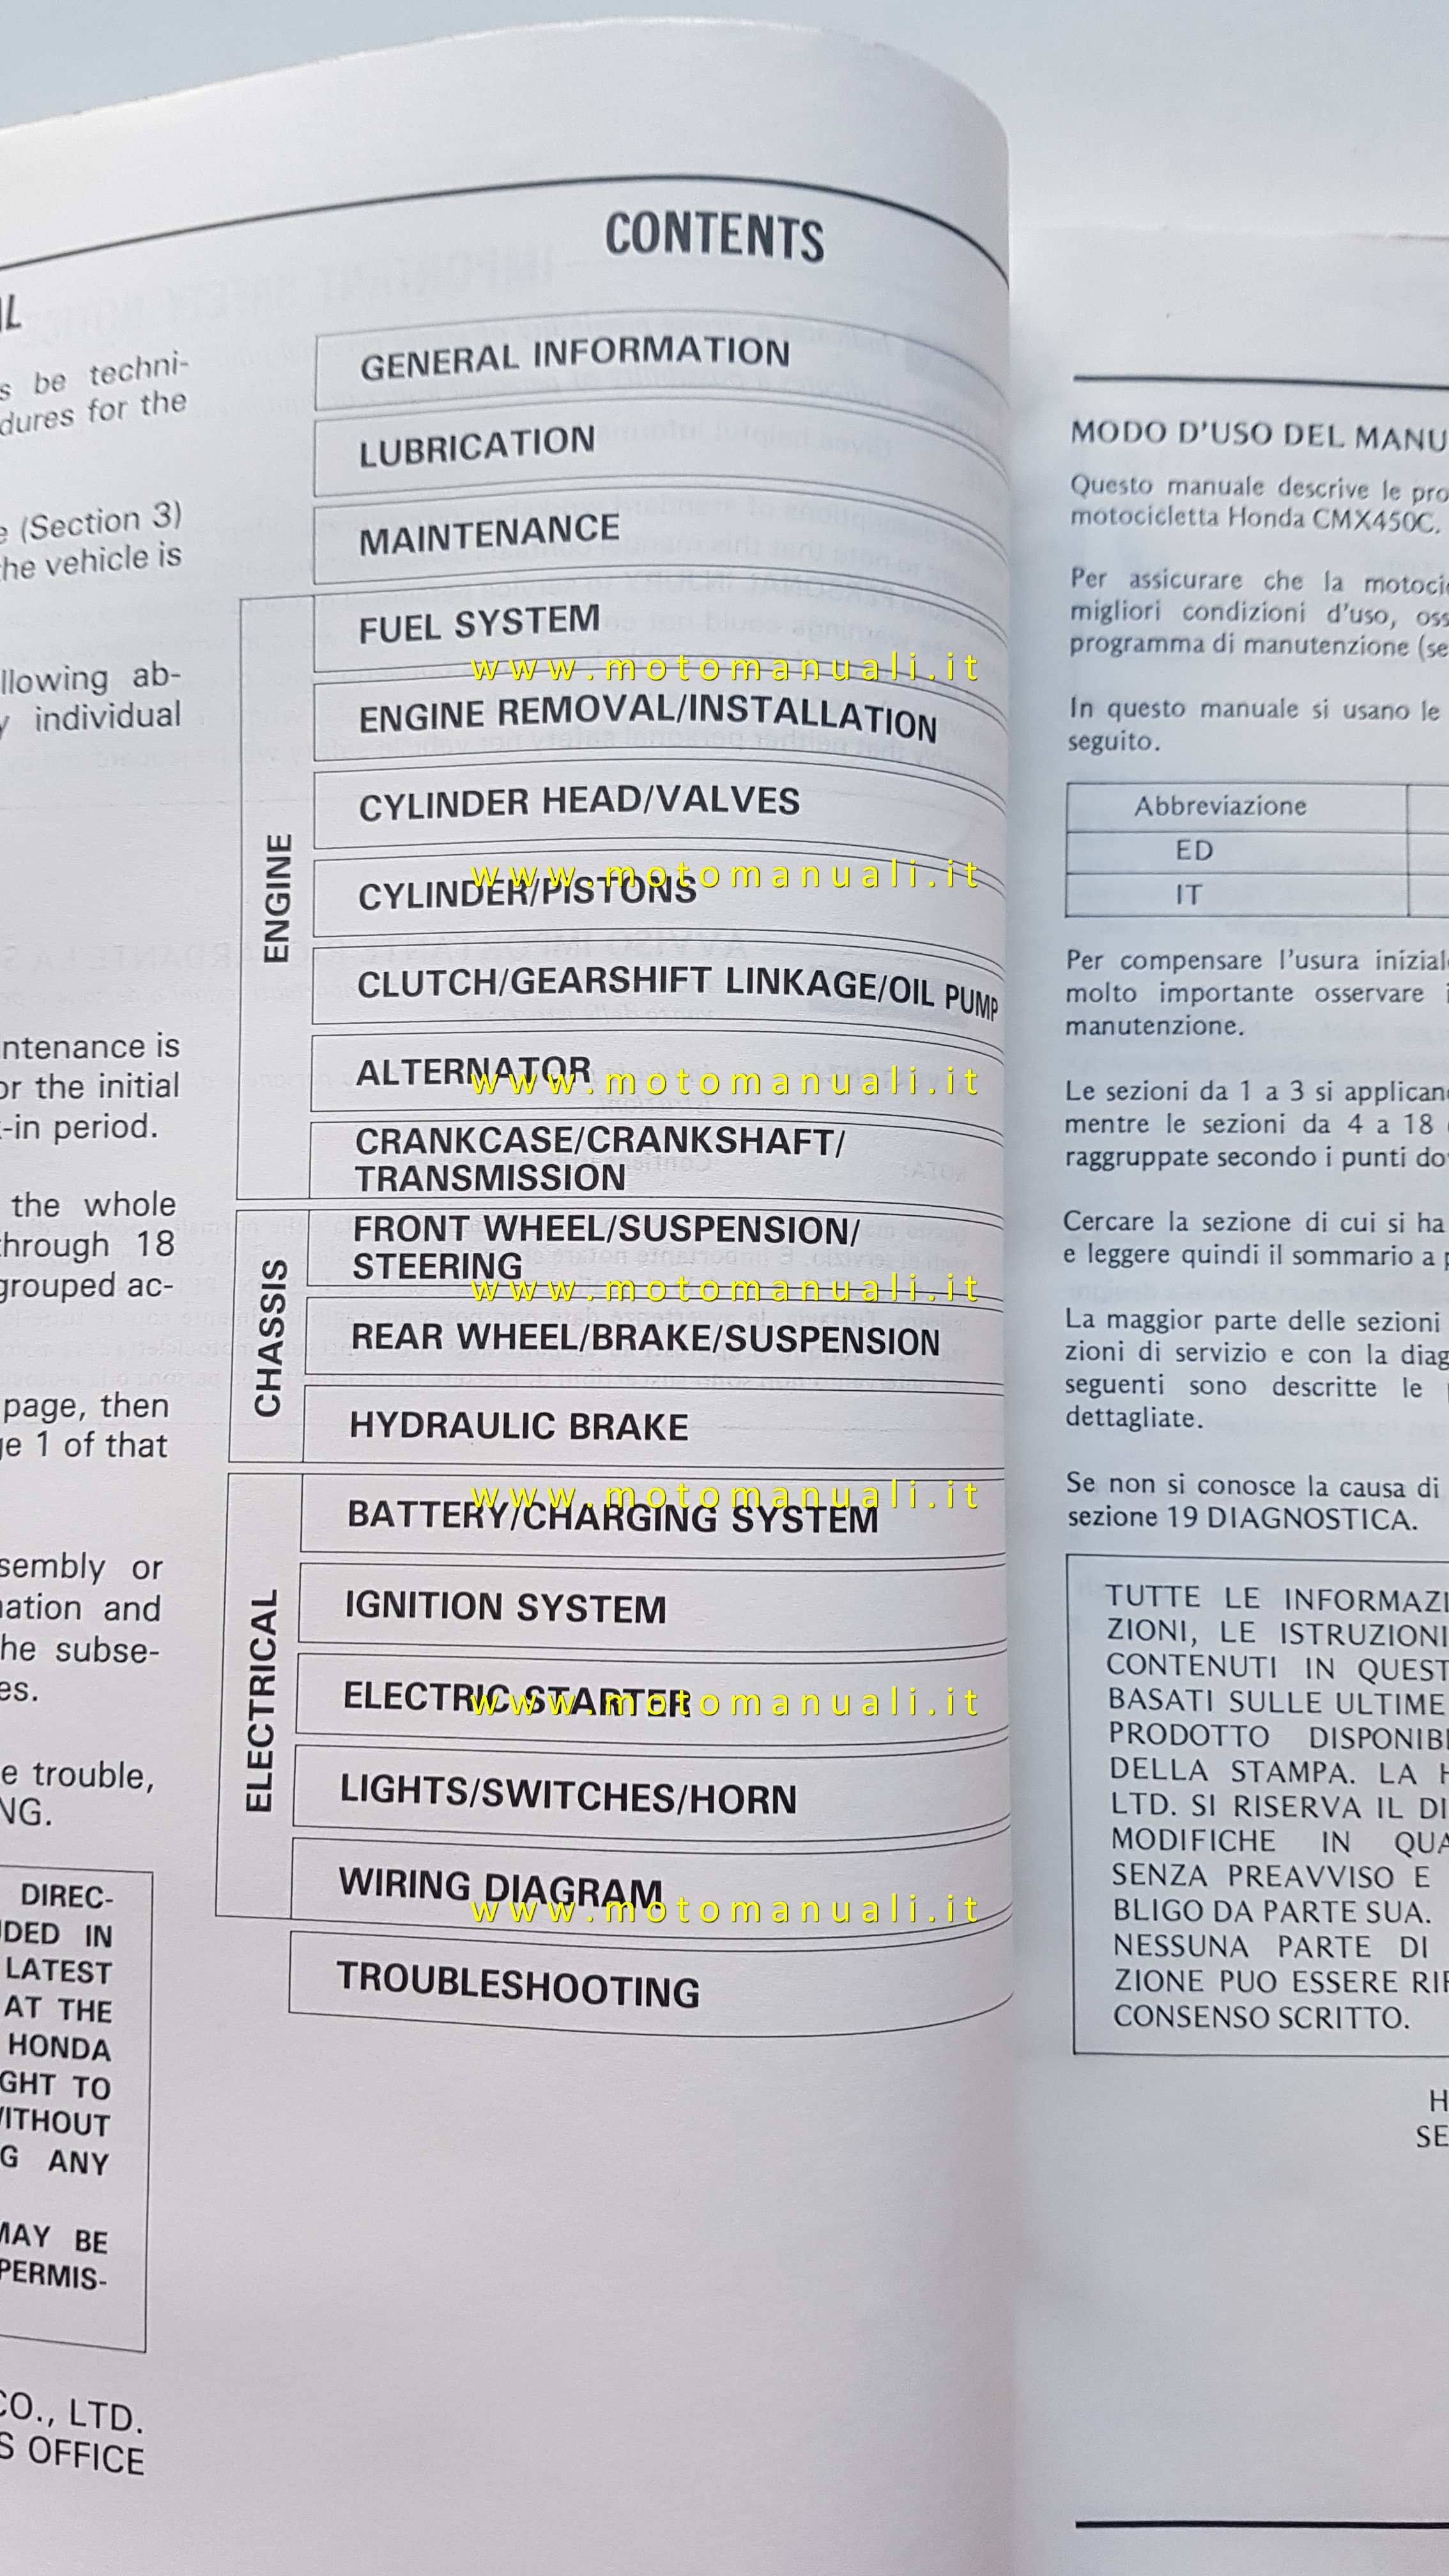 CONTENTS
be techni-
dures for the
(Section 3)
the vehicle is
llowing ab-
individual
ntenance is
or the initial
-in period.
the whole
through 18
grouped ac-
page, then
1 of that
sembly or
ation and
the subse-
es.
trouble,
NG.
DIREC-
DED IN
LATEST
AT THE
HONDA
GHT TO
WITHOUT
G ANY
MAY BE
PERMIS-
CO., LTD.
S OFFICE
GENERAL INFORMATION
LUBRICATION
MAINTENANCE
ENGINE
FUEL SYSTEM
www.motomanuali.it
ENGINE REMOVAL/INSTALLATION
CYLINDER HEAD/VALVES
www.motomanuali.it
CYLINDER/PISTONS
CLUTCH/GEARSHIFT LINKAGE/OIL PUMP
ALTERNATOR
www.motomanuali.it
CRANKCASE/CRANKSHAFT/
TRANSMISSION
CHASSIS
FRONT WHEEL/SUSPENSION/
STEERING
www.motomanuali.it
REAR WHEEL/BRAKE/SUSPENSION
HYDRAULIC BRAKE
ELECTRICAL
www.motomanuali.it
BATTERY/CHARGING SYSTEM
IGNITION SYSTEM
ELECTRIC STARTER
www.motomanuali.it
LIGHTS/SWITCHES/HORN
WIRING DIAGRAM
www.motomanuali.it
TROUBLESHOOTING
MODO D'USO DEL MANU
Questo manuale descrive le pro
motocicletta Honda CMX450C.
Per assicurare che la motocic
migliori condizioni d'uso, oss
programma di manutenzione (se
In questo manuale si usano le
seguito.
Abbreviazione
ED
IT
Per compensare l'usura inizial
molto importante osservare i
manutenzione.
Le sezioni da 1 a 3 si applican
mentre le sezioni da 4 a 18
raggruppate secondo i punti do
Cercare la sezione di cui si ha
e leggere quindi il sommario a p
La maggior parte delle sezioni
zioni di servizio e con la diag
seguenti sono descritte le
dettagliate.
Se non si conosce la causa di
sezione 19 DIAGNOSTICA.
TUTTE LE INFORMAZI
ZIONI, LE ISTRUZIONI
CONTENUTI IN QUEST
BASATI SULLE ULTIME
PRODOTTO DISPONIBI
DELLA STAMPA. LA H
LTD. SI RISERVA IL DI
MODIFICHE IN QUA
SENZA PREAVVISO E
BLIGO DA PARTE SUA.
NESSUNA PARTE DI
ZIONE PUO ESSERE RIP
CONSENSO SCRITTO.
H
SE